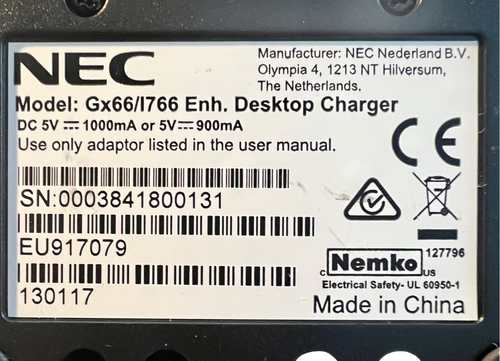 NEC
Manufacturer: NEC Nederland B.V.
Olympia 4, 1213 NT Hilversum,
The Netherlands.
Model: Gx66/I766 Enh. Desktop Charger
DC 5V ⎓ 1000mA or 5V ⎓ 900mA
Use only adaptor listed in the user manual.
CE
SN:0003841800131
EU917079
127796
c Nemko US
Electrical Safety- UL 60950-1
130117
Made in China